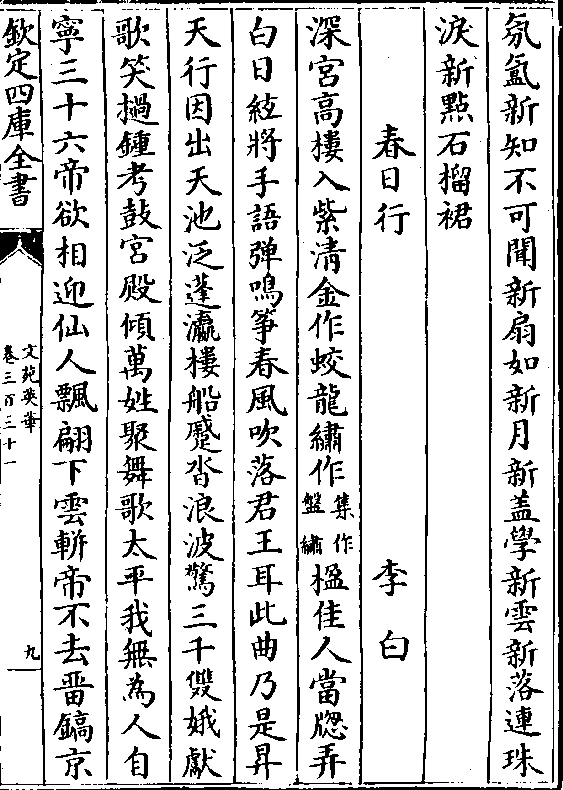 氛氳新知不可聞新扇如新月新蓋學新雲新落連珠
淚新點石榴裙
春日行 李白
深宮高樓入紫清金作蛟龍繡作集作盤繡楹佳人當牕弄
白日絃將手語彈鳴箏春風吹落君王耳此曲乃是昇
天行因出天池泛蓬瀛樓船蹙沓浪波驚三千雙娥獻
歌笑撾鍾考鼓宮殿傾萬姓聚舞歌太平我無為人自
寧三十六帝欲相迎仙人飄翩下雲軿帝不去畱鎬京
欽定四庫全書
文苑英華
卷三百三十一
九